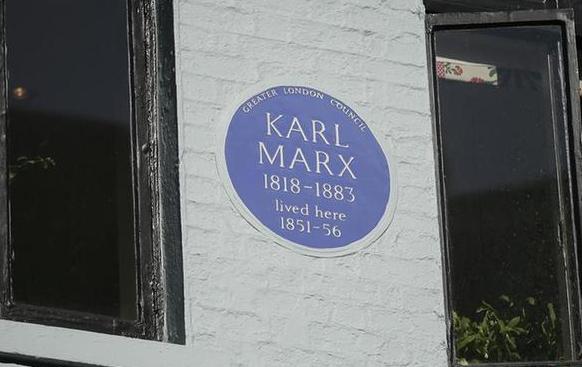 GREATER LONDON COUNCIL
KARL
MARX
1818-1883
lived here
1851-56